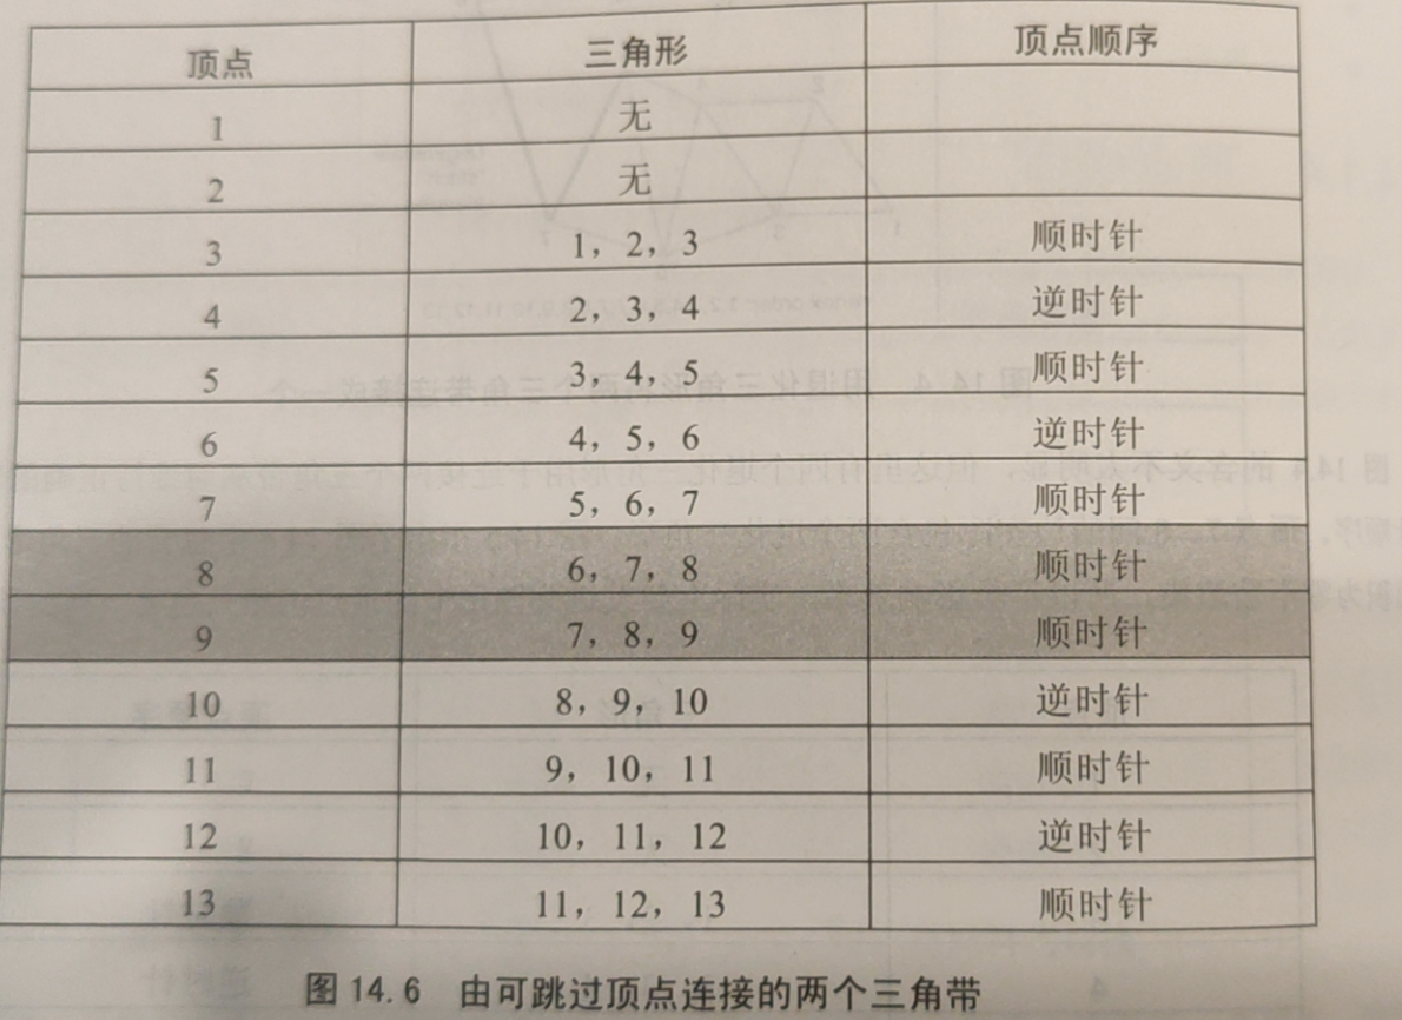 顶点 三角形 顶点顺序
1 无
2 无
3 1，2，3 顺时针
4 2，3，4 逆时针
5 3，4，5 顺时针
6 4，5，6 逆时针
7 5，6，7 顺时针
8 6，7，8 顺时针
9 7，8，9 顺时针
10 8，9，10 逆时针
11 9，10，11 顺时针
12 10，11，12 逆时针
13 11，12，13 顺时针
图 14.6 由可跳过顶点连接的两个三角带